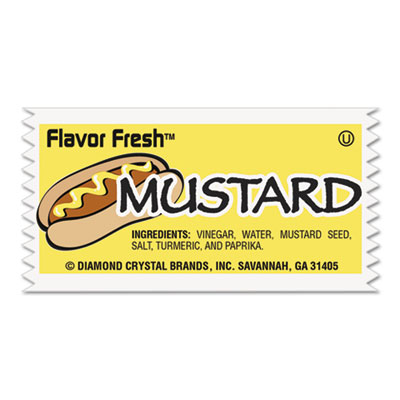 Flavor Fresh™
Ⓤ
MUSTARD
INGREDIENTS: VINEGAR, WATER, MUSTARD SEED,
SALT, TURMERIC, AND PAPRIKA.
© DIAMOND CRYSTAL BRANDS, INC. SAVANNAH, GA 31405